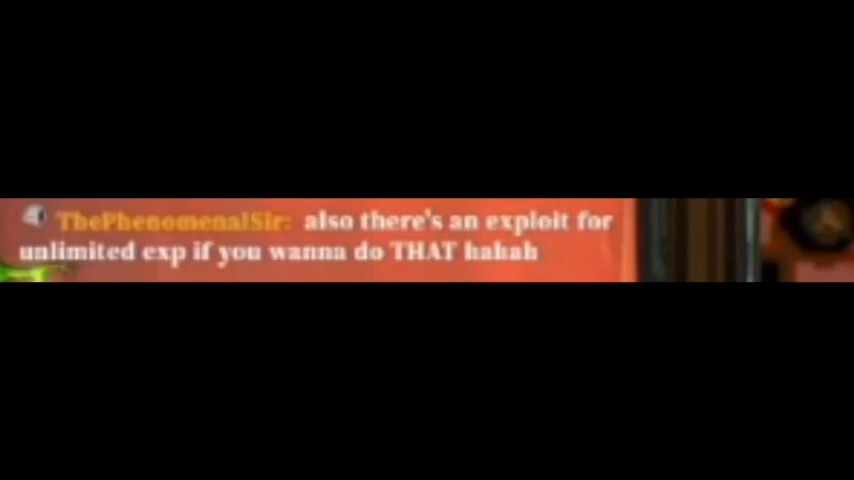 ThePhenomenalSir: also there's an exploit for
unlimited exp if you wanna do THAT hahah